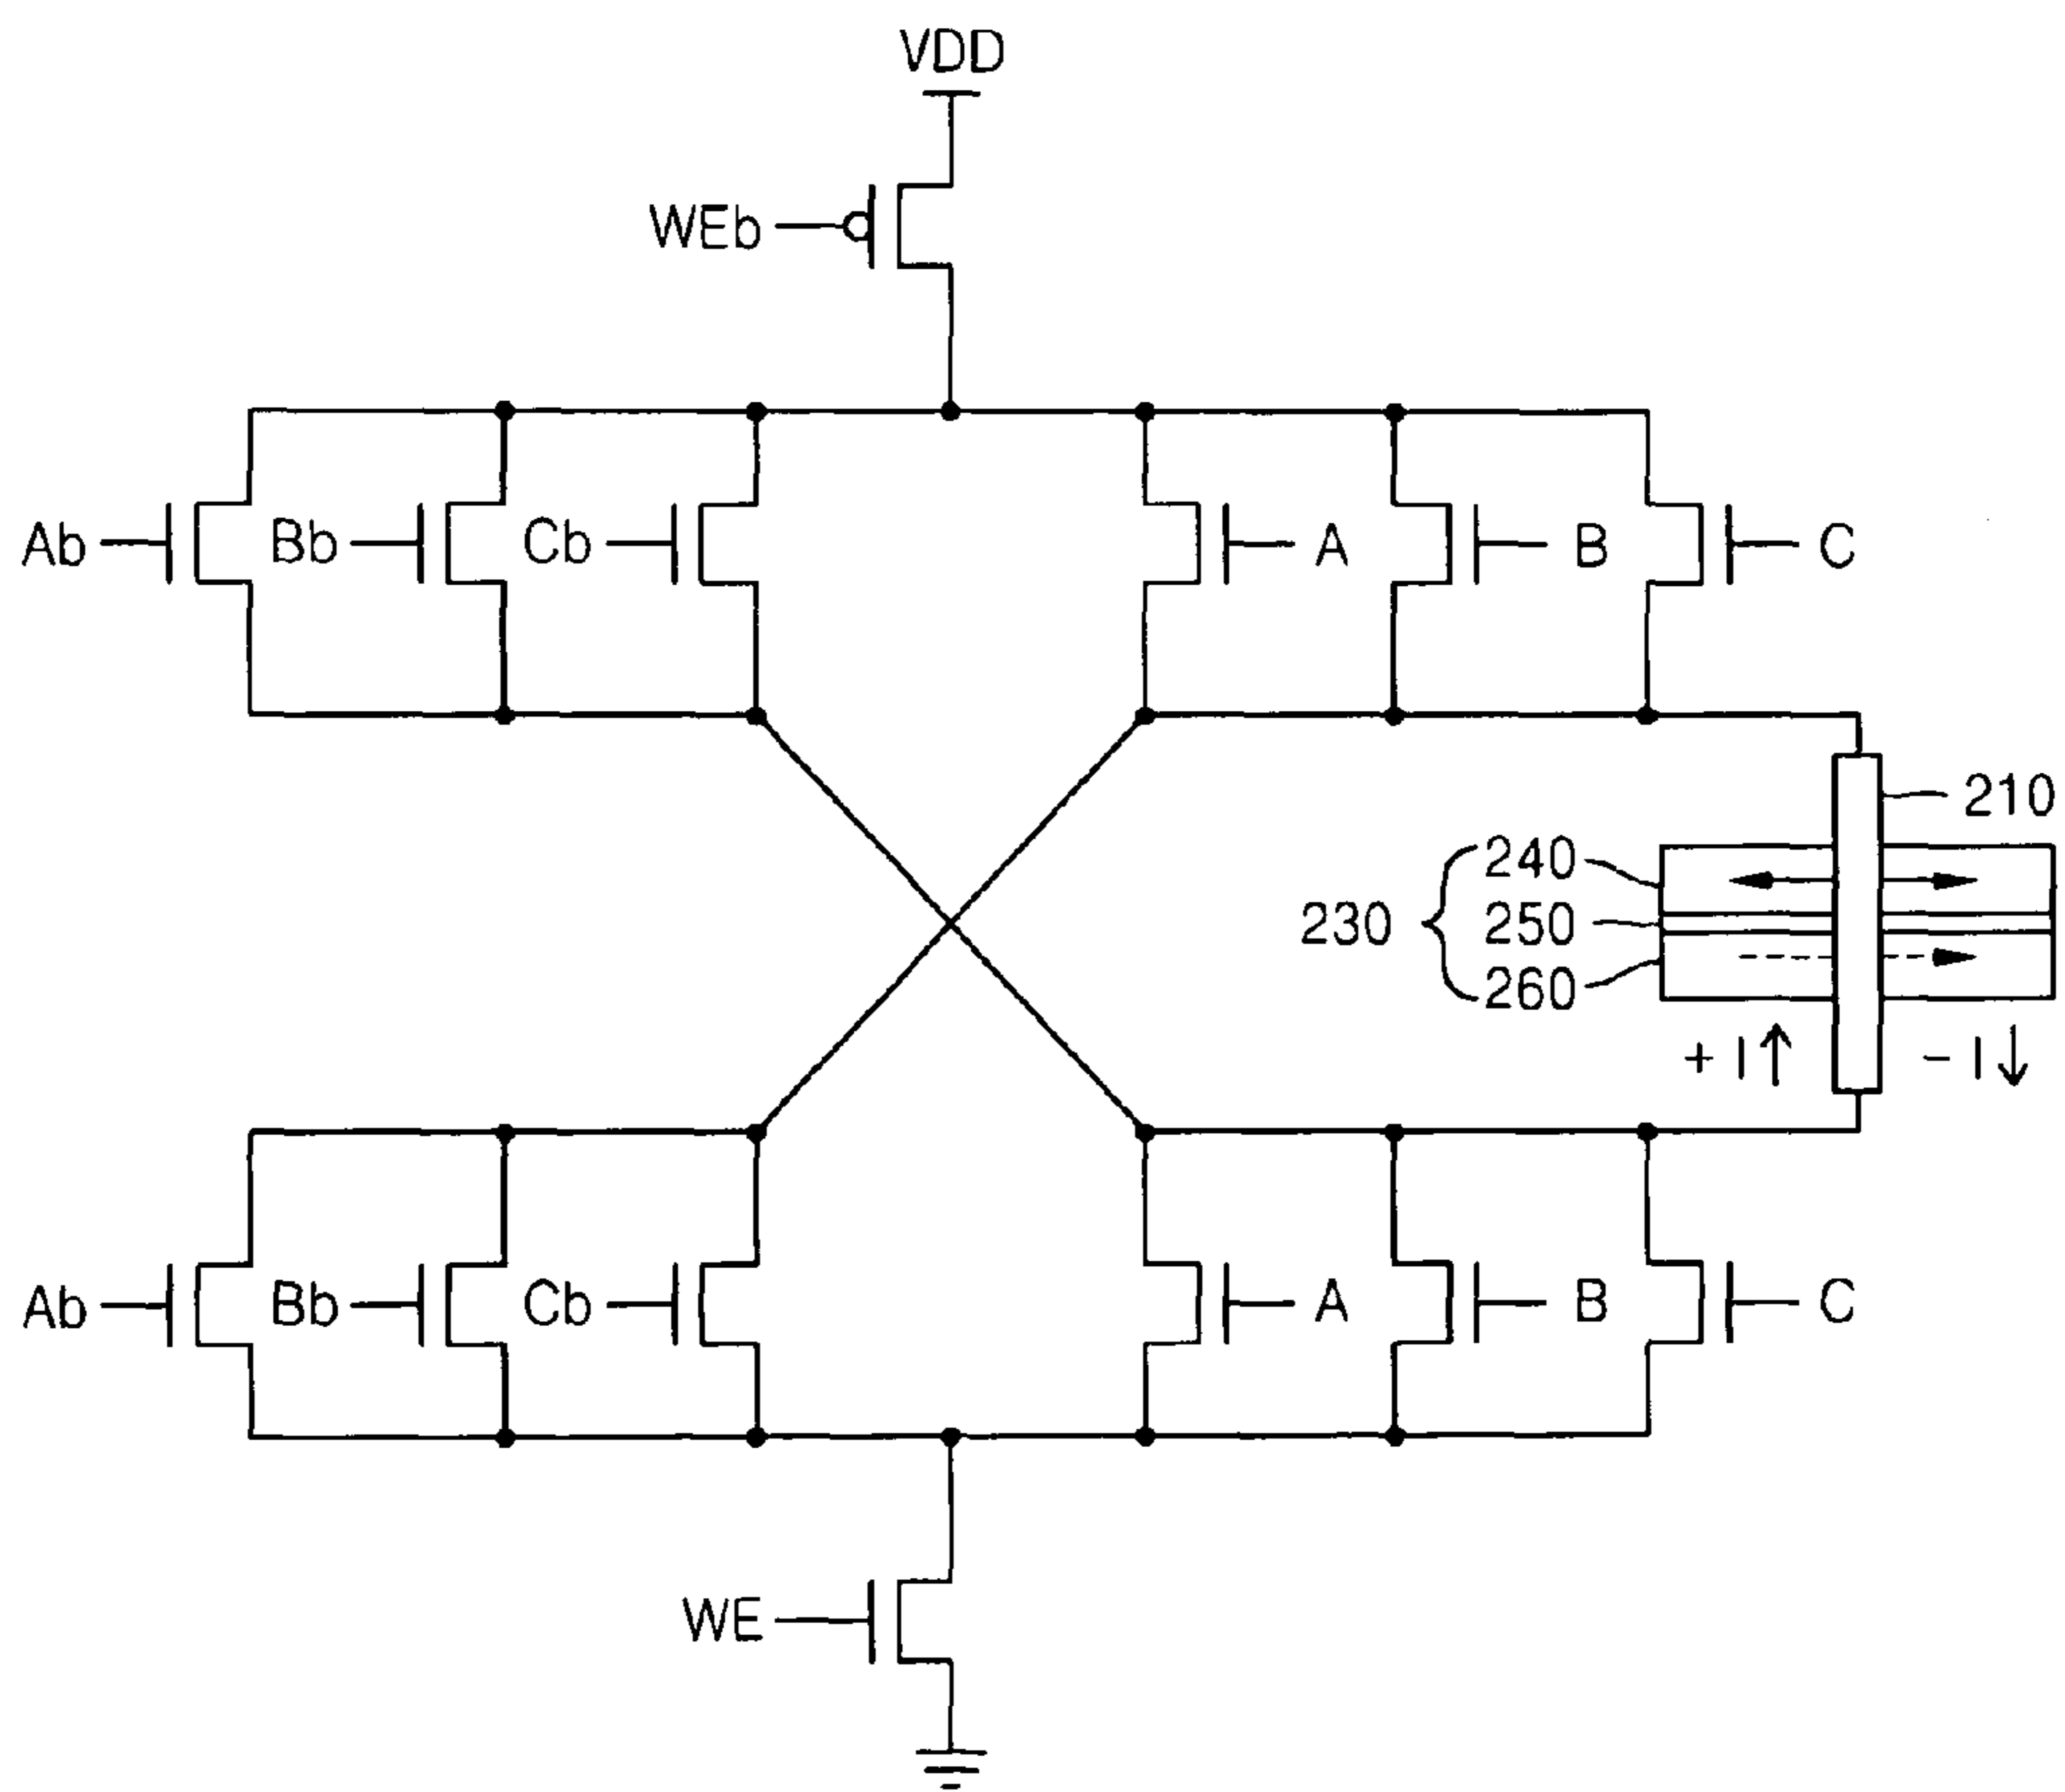 VDD
WEb
Ab Bb Cb A B C
210
240
230 250
260
+I↑ -I↓
Ab Bb Cb A B C
WE